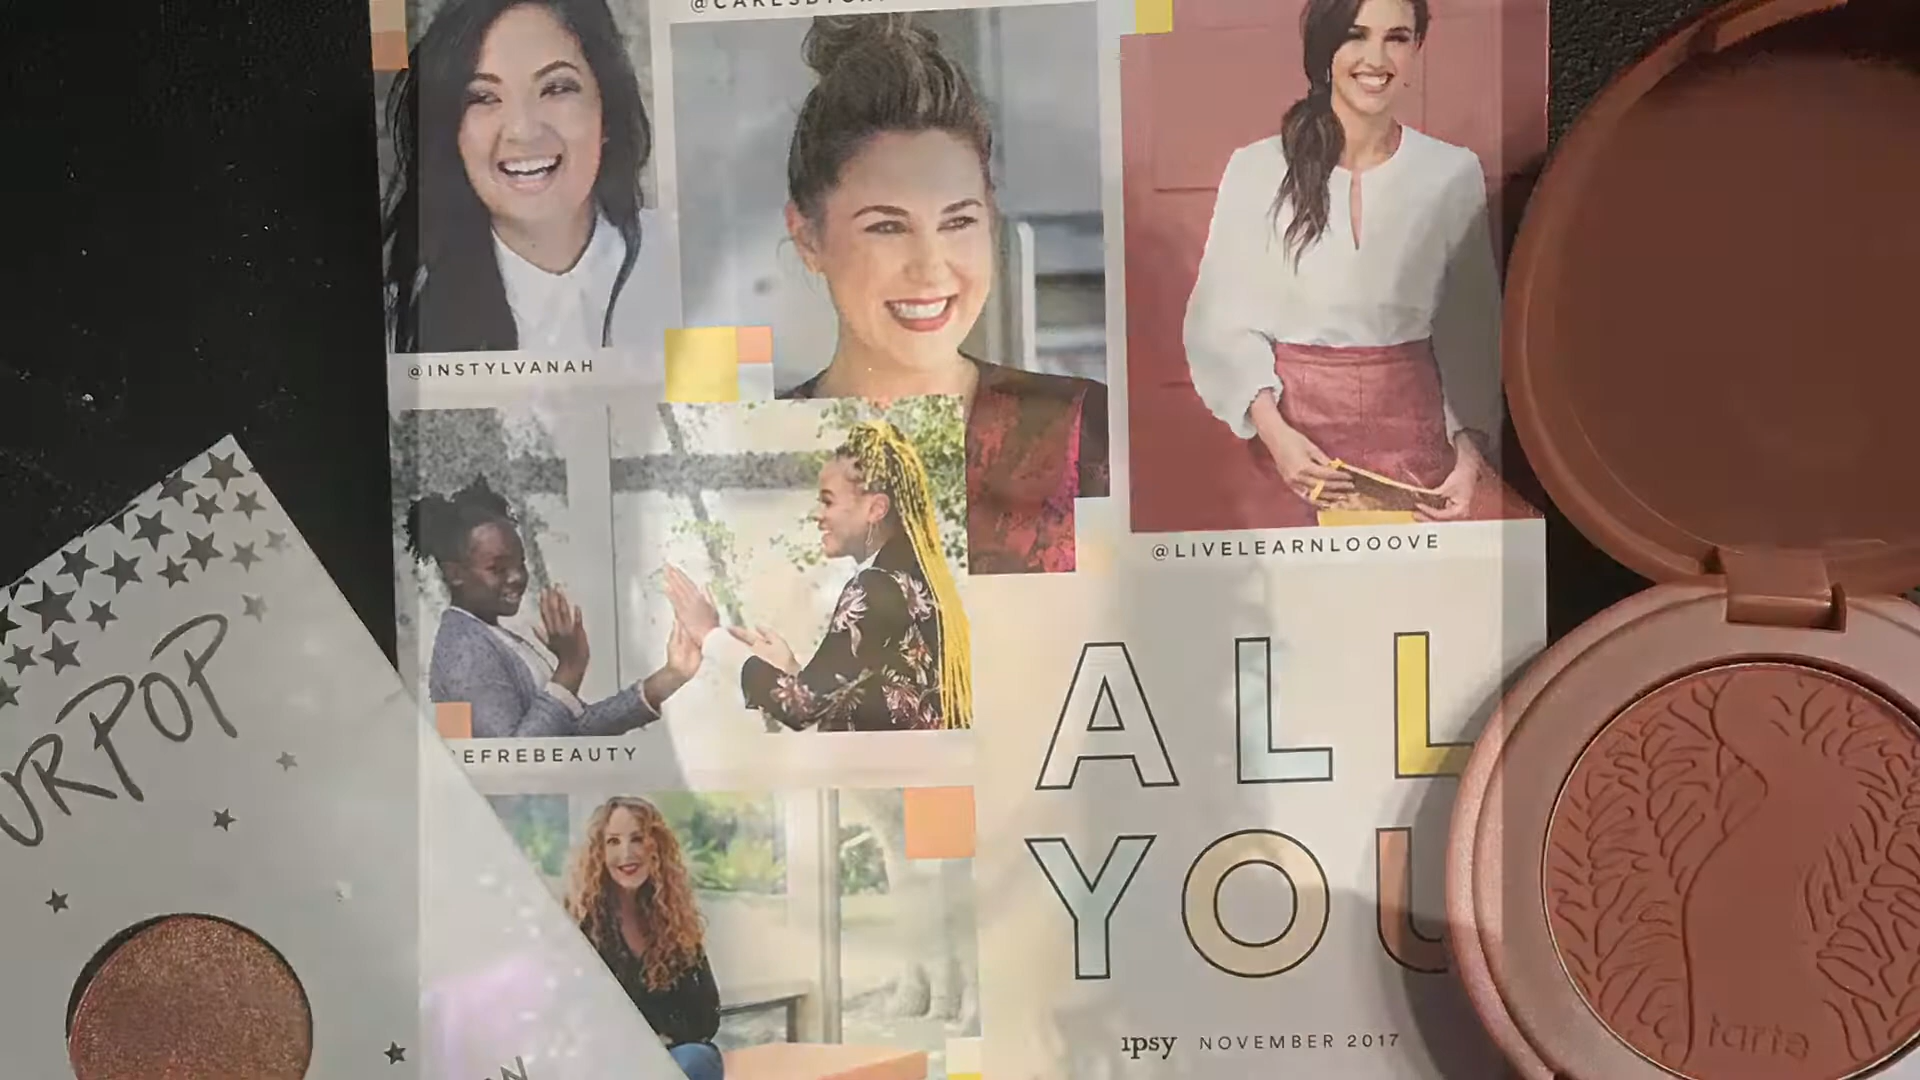 @INSTYLVANAH
@LIVELEARNLOOOVE
EFREBEAUTY
ALL
YOU
ipsy NOVEMBER 2017
URPOP
tarte